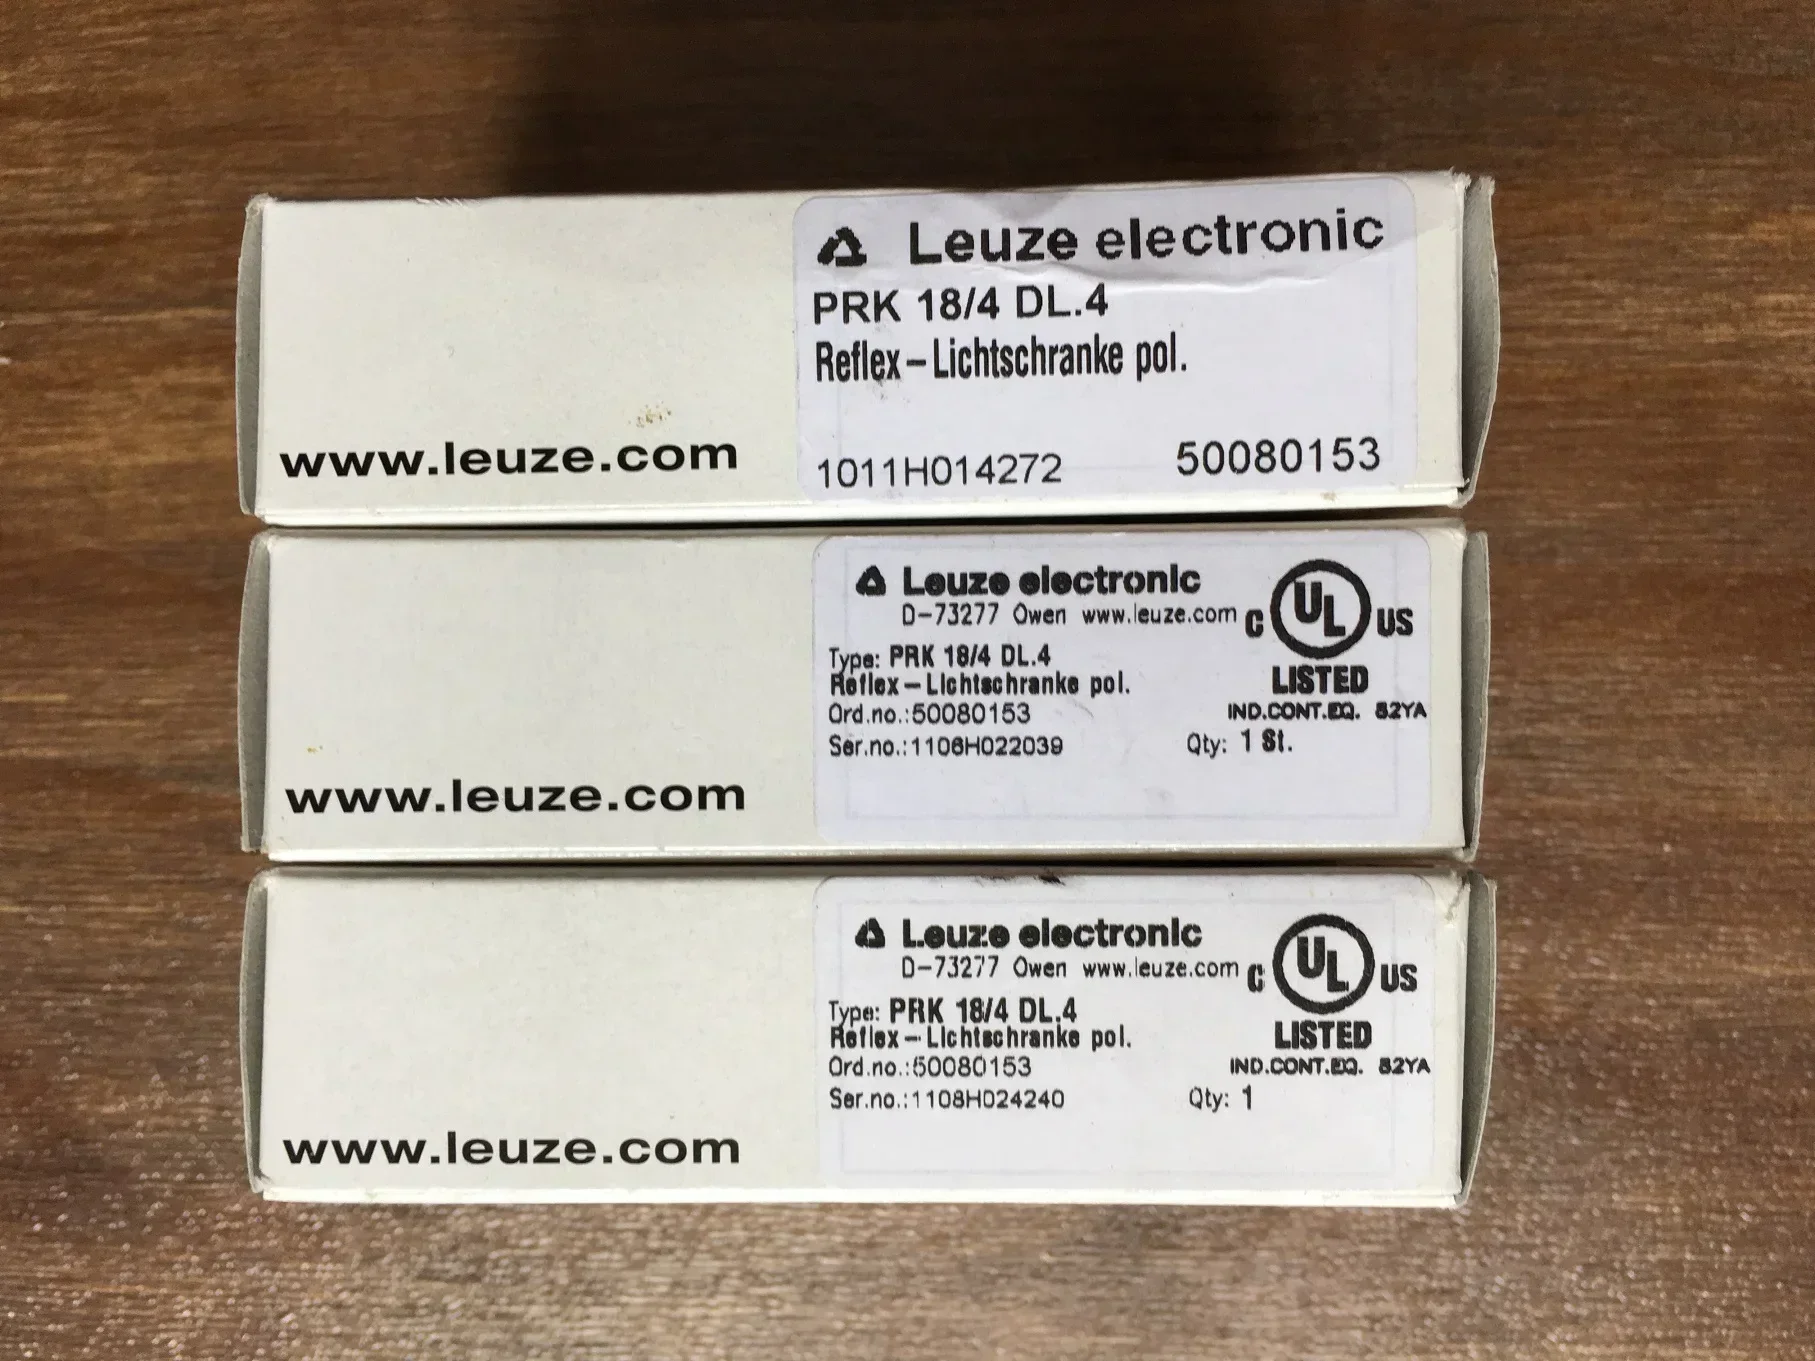 Leuze electronic
PRK 18/4 DL.4
Reflex-Lichtschranke pol.
www.leuze.com
1011H014272 50080153
Leuze electronic
D-73277 Owen www.leuze.com
C UL US
LISTED
Type: PRK 18/4 DL.4
Reflex-Lichtschranke pol.
Ord.no.:50080153
IND.CONT.EQ. 82YA
Ser.no.:1106H022039
Qty: 1 St.
www.leuze.com
Leuze electronic
D-73277 Owen www.leuze.com
C UL US
LISTED
Type: PRK 18/4 DL.4
Reflex-Lichtschranke pol.
Ord.no.:50080153
IND.CONT.EQ. 82YA
Ser.no.:1108H024240
Qty: 1
www.leuze.com